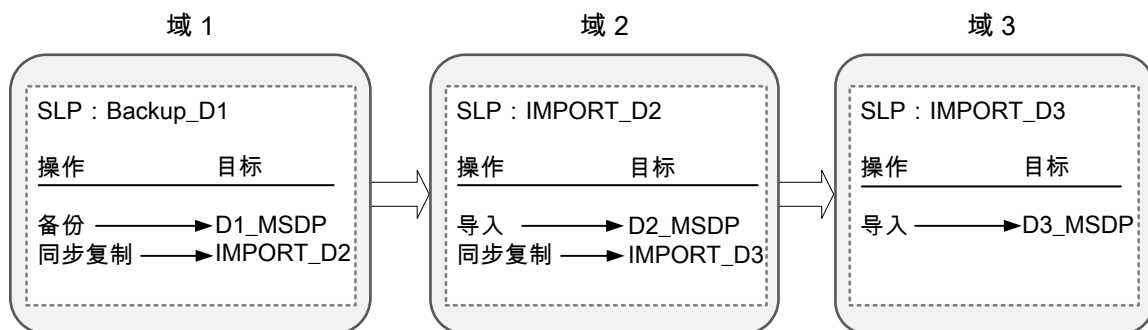 域 1
SLP：Backup_D1
操作 目标
备份 D1_MSDP
同步复制 IMPORT_D2
域 2
SLP：IMPORT_D2
操作 目标
导入 D2_MSDP
同步复制 IMPORT_D3
域 3
SLP：IMPORT_D3
操作 目标
导入 D3_MSDP